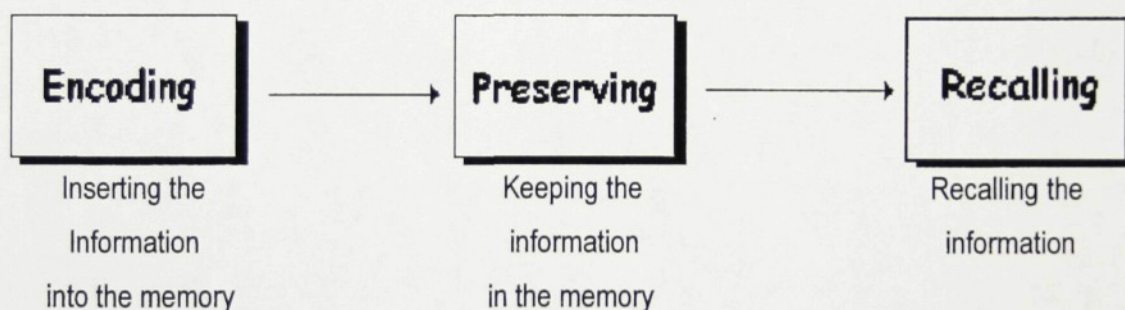 Encoding
Inserting the
Information
into the memory
Preserving
Keeping the
information
in the memory
Recalling
Recalling the
information